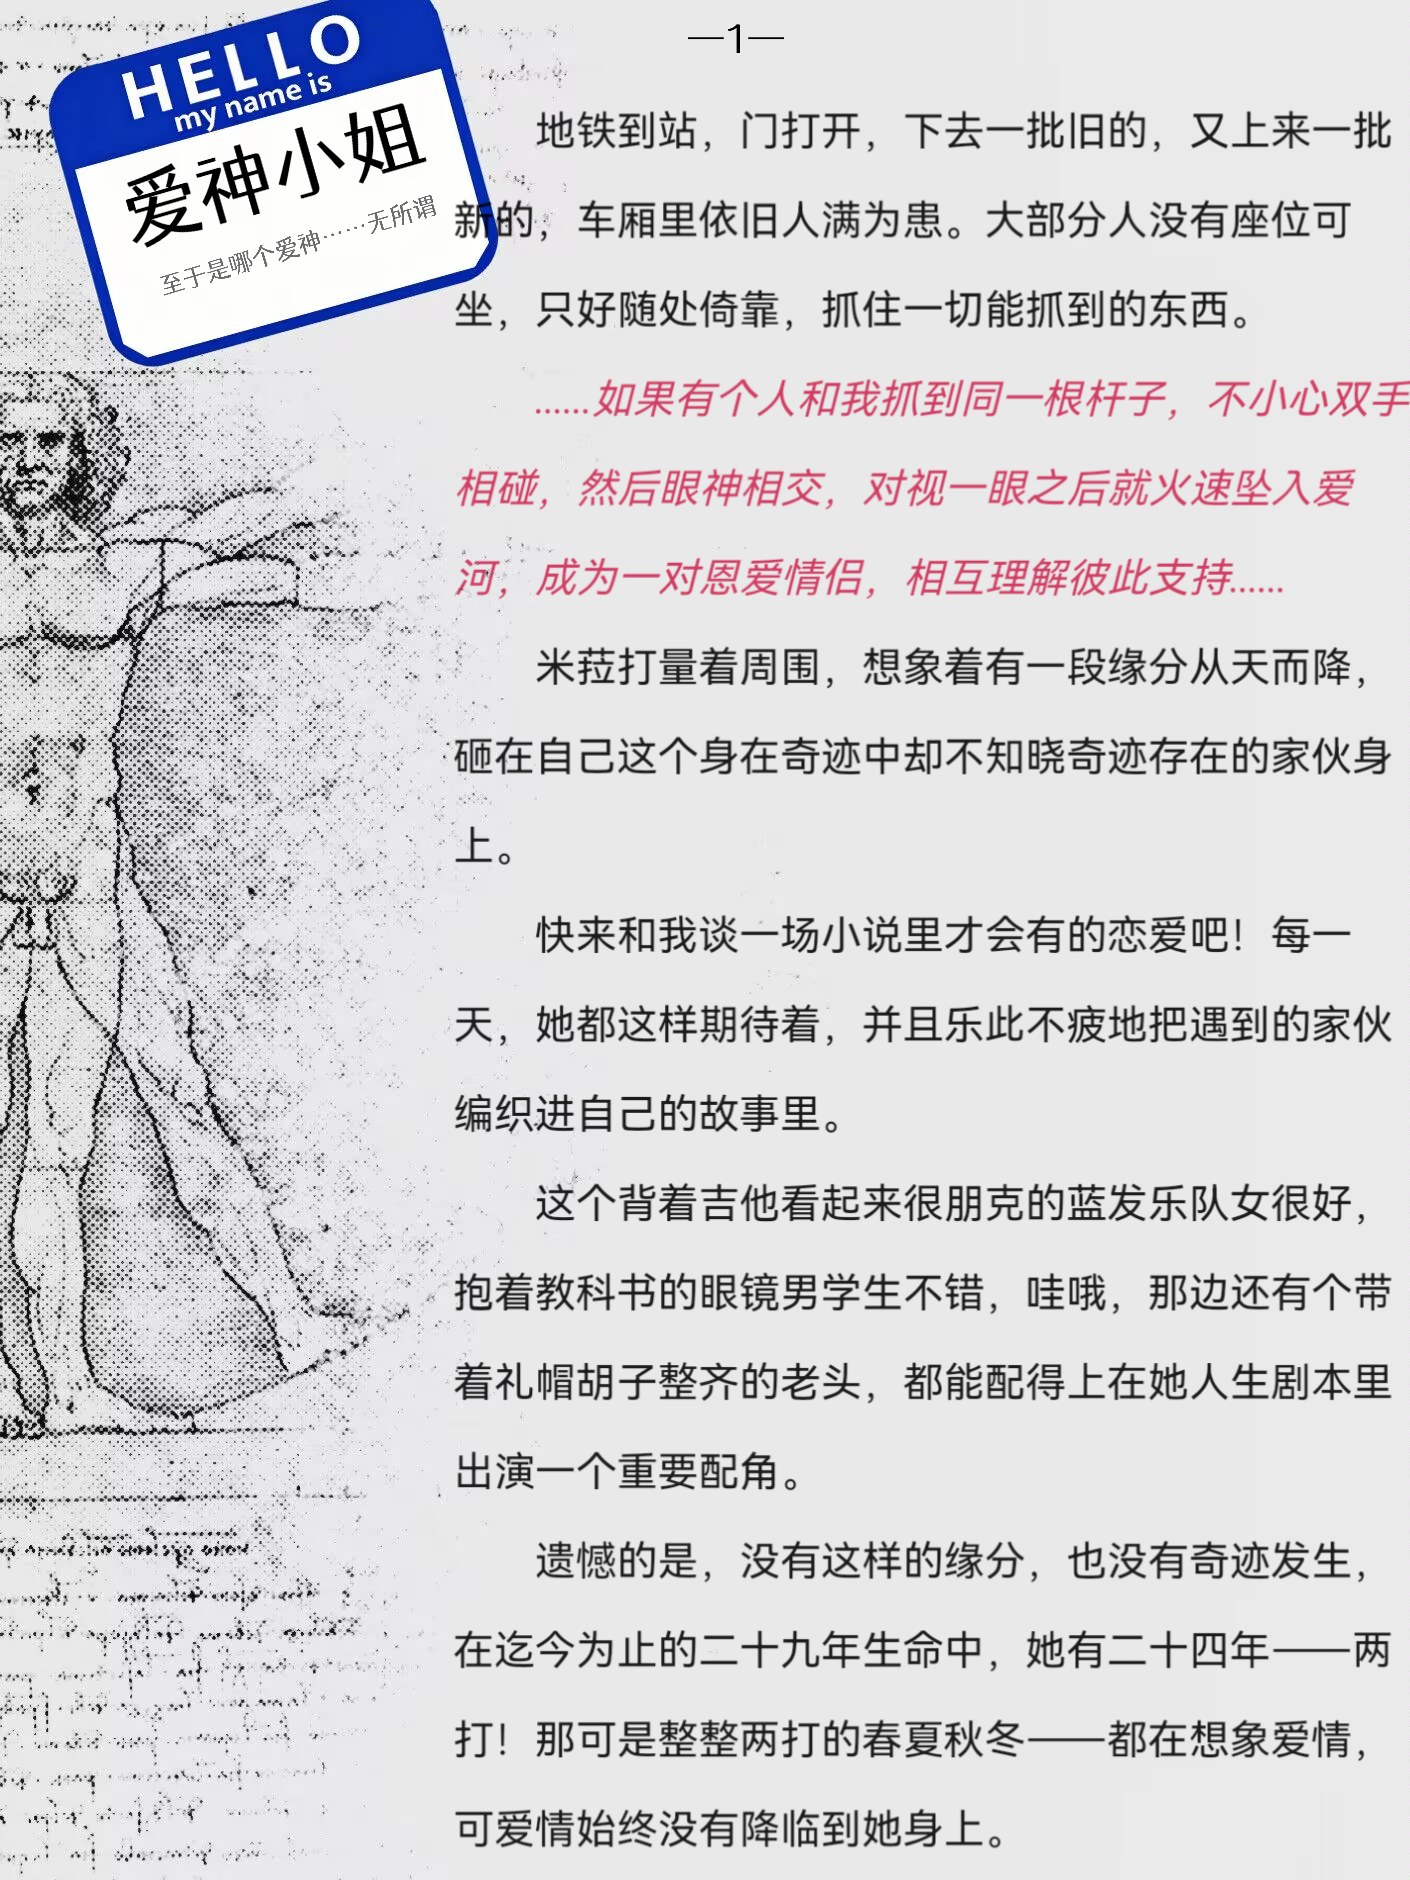 HELLO
my name is
爱神小姐
至于是哪个爱神……无所谓
—1—
地铁到站，门打开，下去一批旧的，又上来一批
新的，车厢里依旧人满为患。大部分人没有座位可
坐，只好随处倚靠，抓住一切能抓到的东西。
……如果有个人和我抓到同一根杆子，不小心双手
相碰，然后眼神相交，对视一眼之后就火速坠入爱
河，成为一对恩爱情侣，相互理解彼此支持……
米菈打量着周围，想象着有一段缘分从天而降，
砸在自己这个身在奇迹中却不知晓奇迹存在的家伙身
上。
快来和我谈一场小说里才会有的恋爱吧！每一
天，她都这样期待着，并且乐此不疲地把遇到的家伙
编织进自己的故事里。
这个背着吉他看起来很朋克的蓝发乐队女很好，
抱着教科书的眼镜男学生不错，哇哦，那边还有个带
着礼帽胡子整齐的老头，都能配得上在她人生剧本里
出演一个重要配角。
遗憾的是，没有这样的缘分，也没有奇迹发生，
在迄今为止的二十九年生命中，她有二十四年——两
打！那可是整整两打的春夏秋冬——都在想象爱情，
可爱情始终没有降临到她身上。